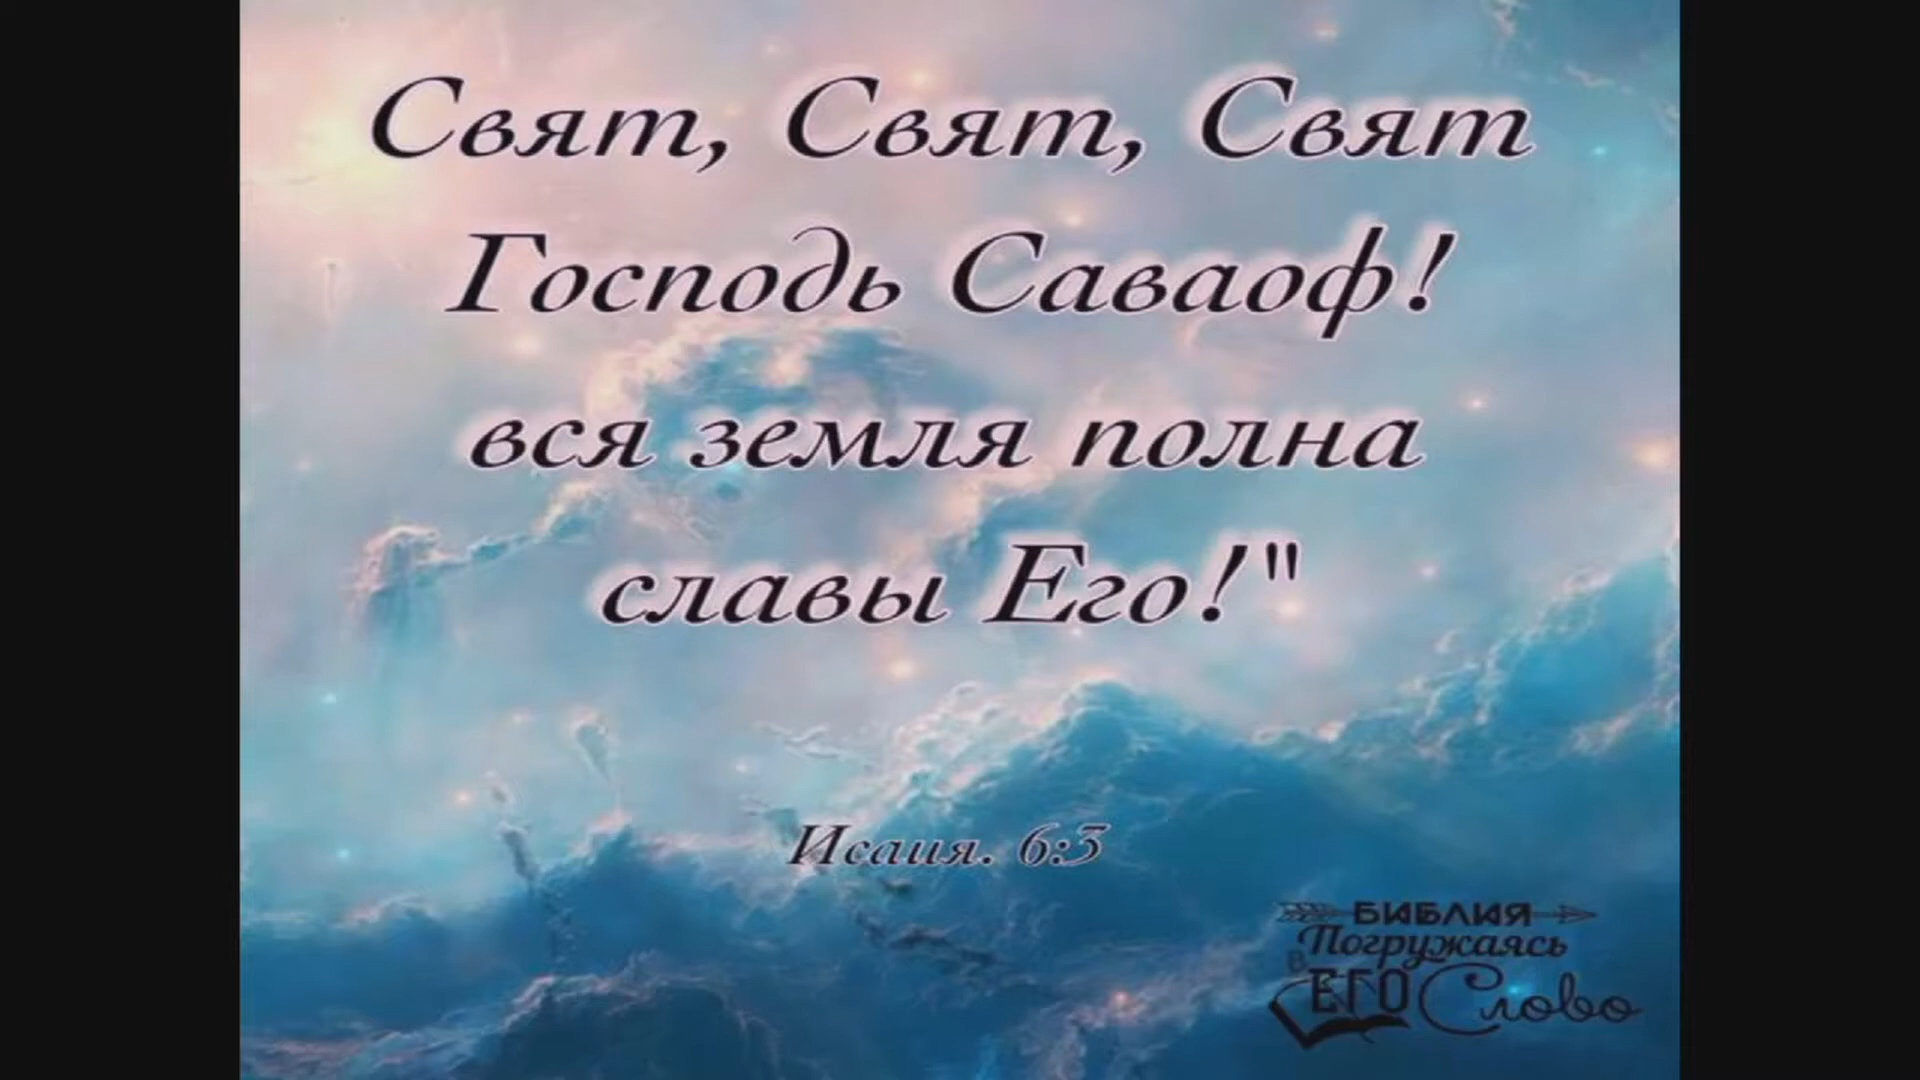 Свят, Свят, Свят
Господь Саваоф!
вся земля полна
славы Его!"
Исаия. 6:3
БИБЛИЯ
Погружаясь
в
ЕГО Слово